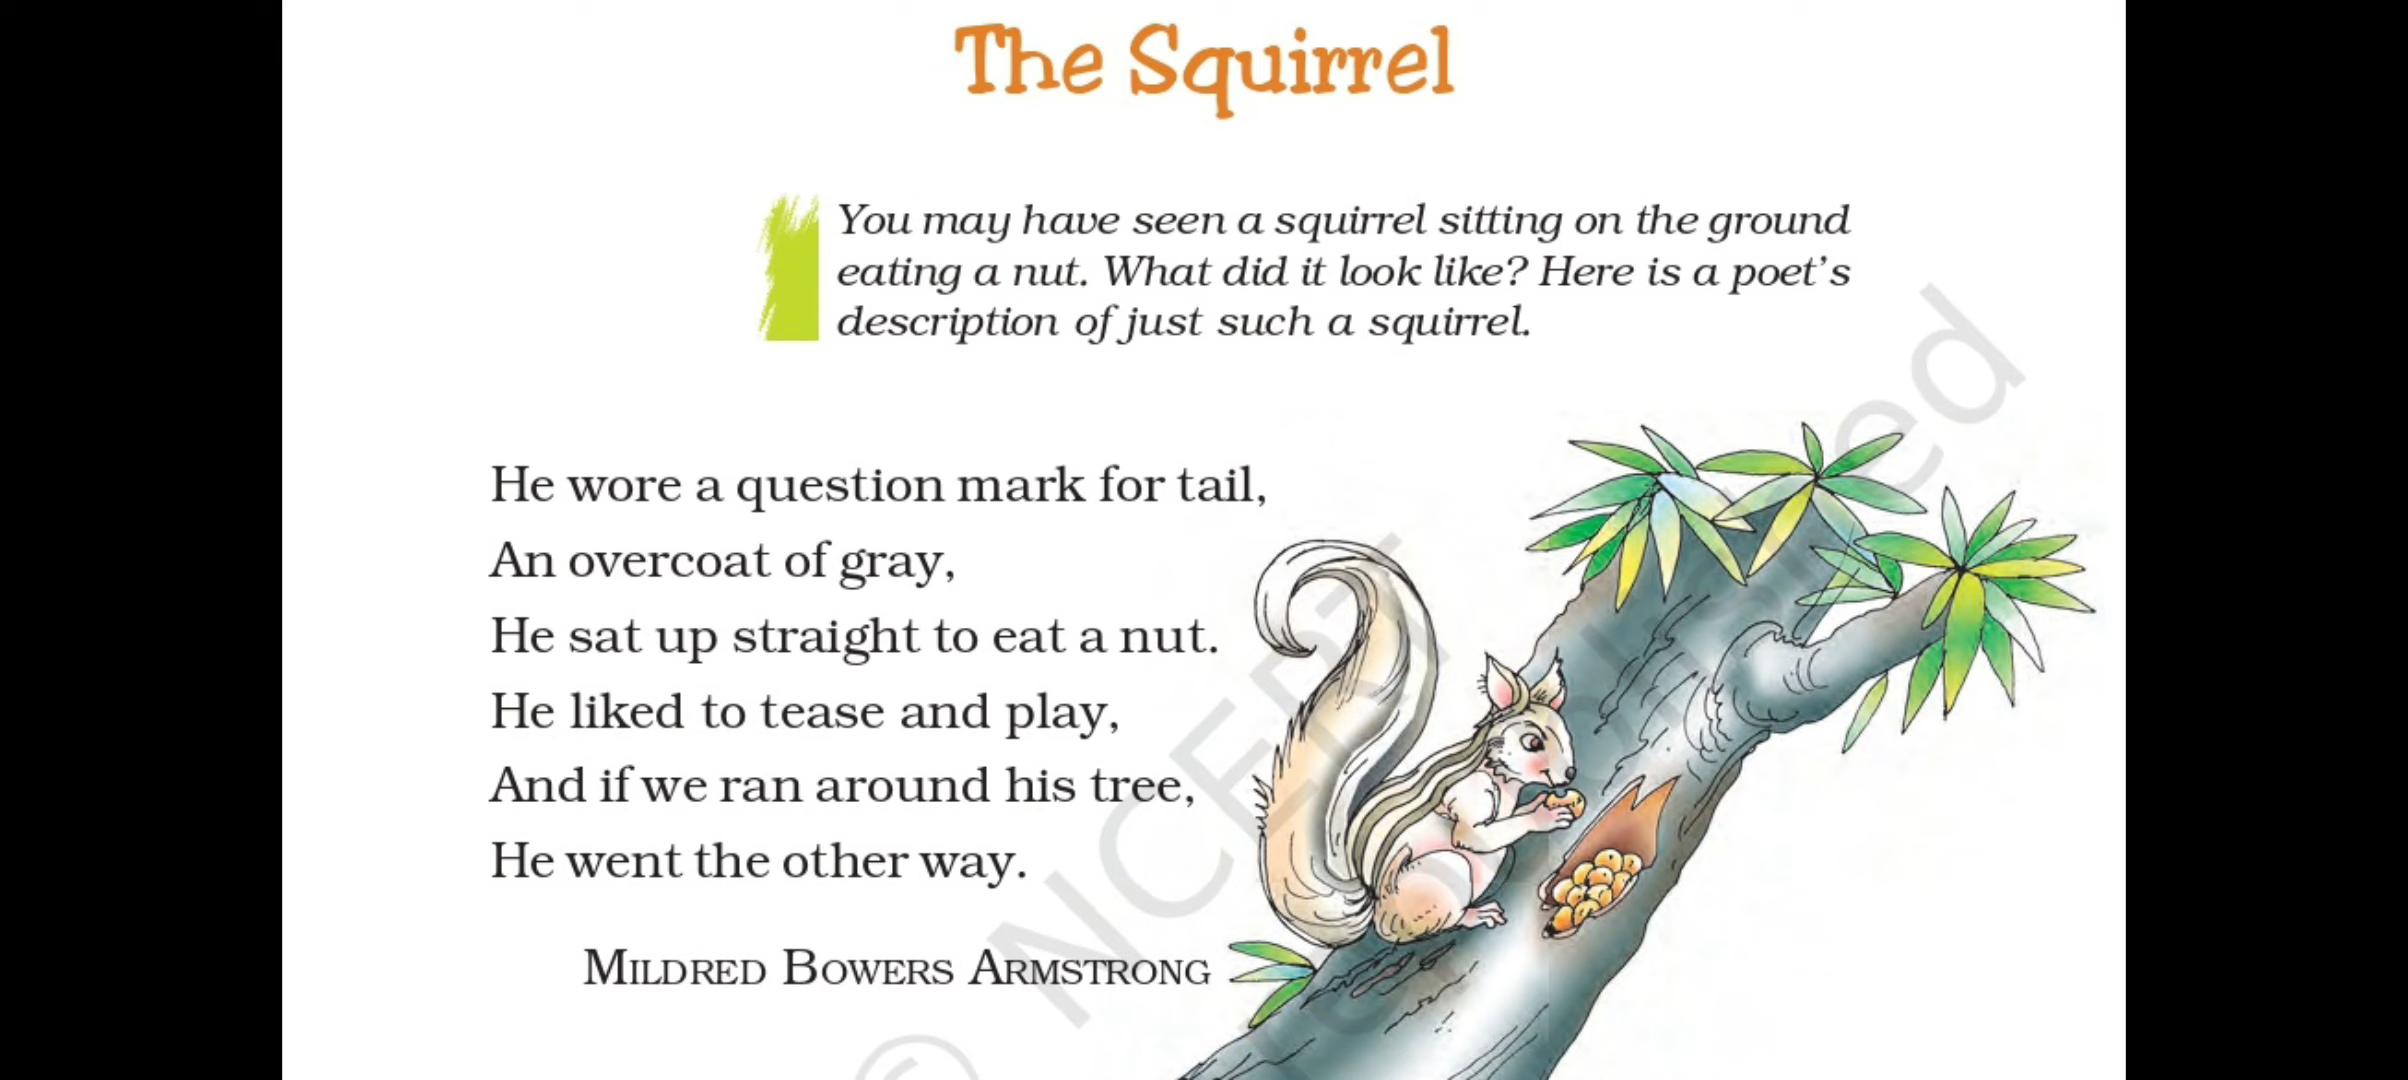 The Squirrel
You may have seen a squirrel sitting on the ground
eating a nut. What did it look like? Here is a poet's
description of just such a squirrel.
He wore a question mark for tail,
An overcoat of gray,
He sat up straight to eat a nut.
He liked to tease and play,
And if we ran around his tree,
He went the other way.
MILDRED BOWERS ARMSTRONG
© NCERT